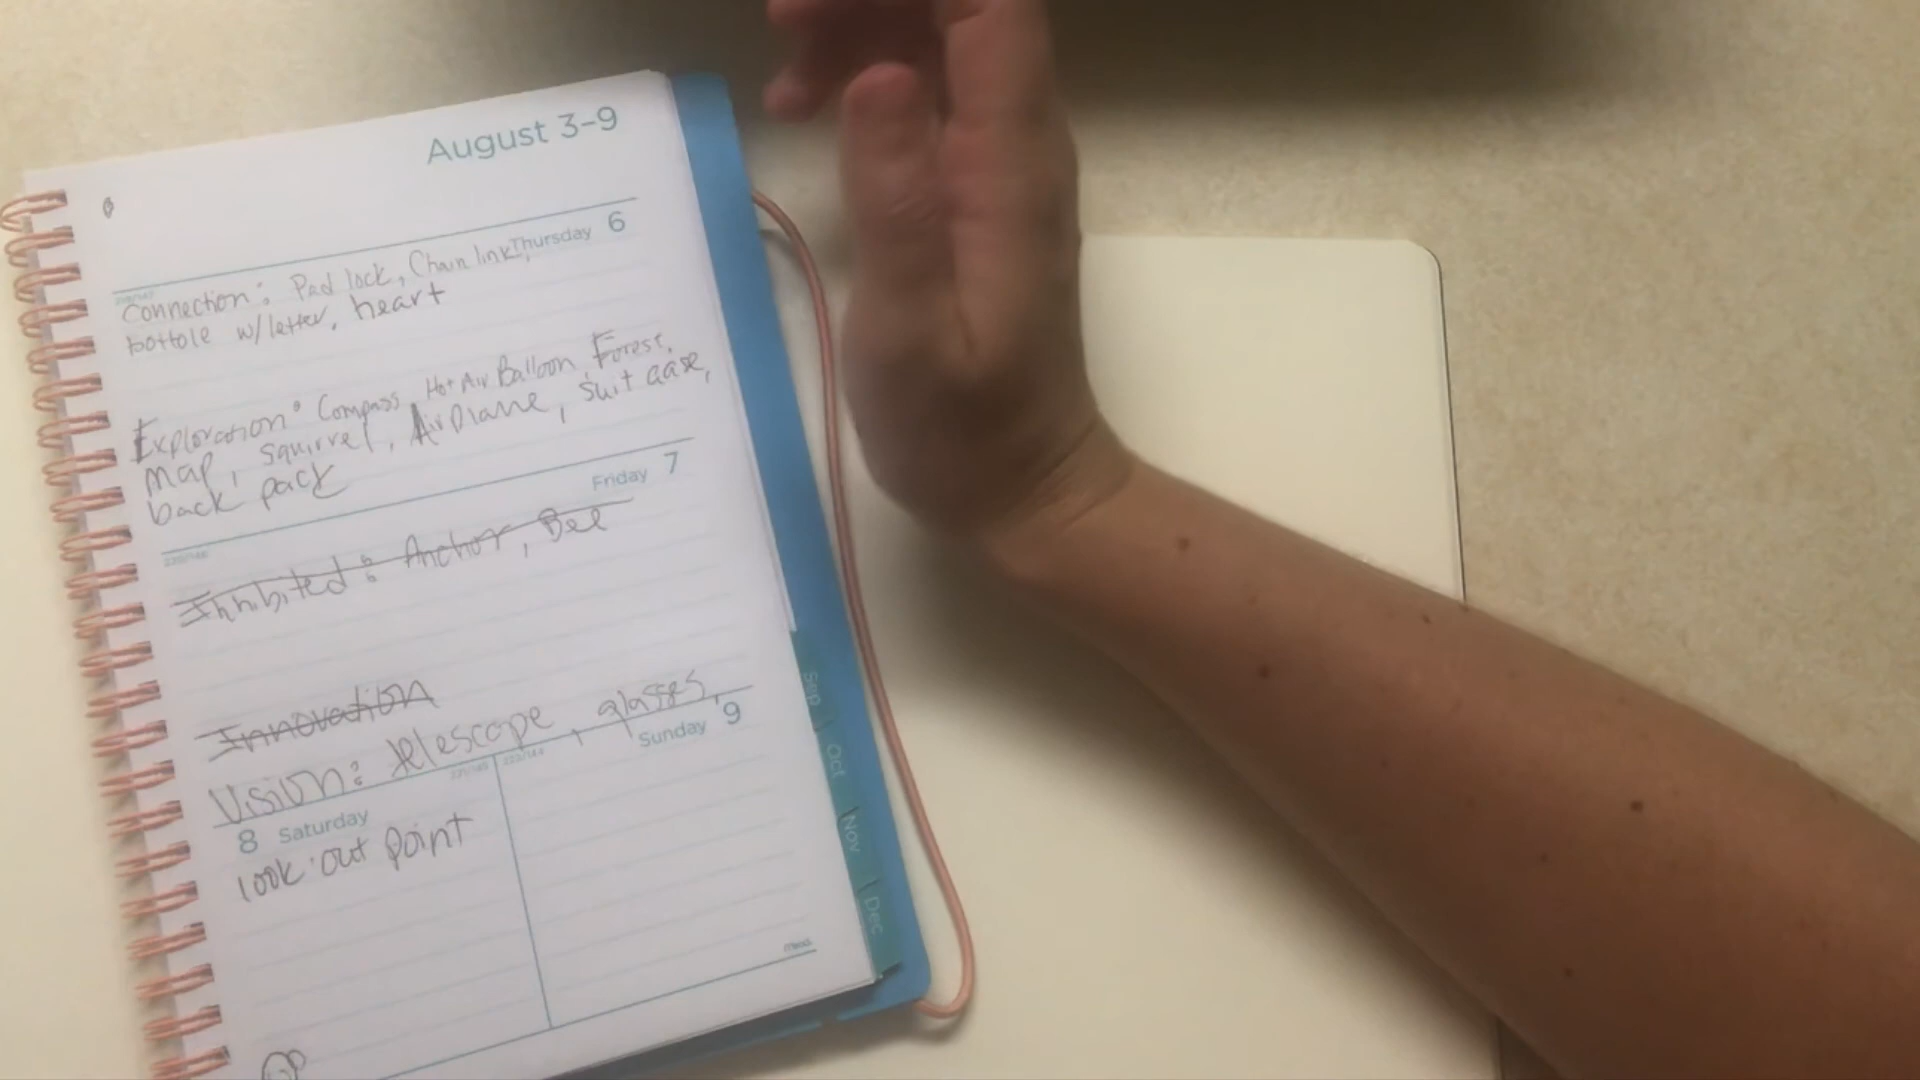 August 3-9
Thursday 6
Connection: Pad lock, Chain link,
bottole w/letter, heart
Exploration: Compass, Hot Air Balloon, Forest,
map, squirrel, Airplane, suit case,
back pack
Friday 7
Inhibited: Anchor, Bee
Innovation
Vision: telescope, glasses,
Sunday 9
8 Saturday
look out point
Sep
Oct
Nov
Dec